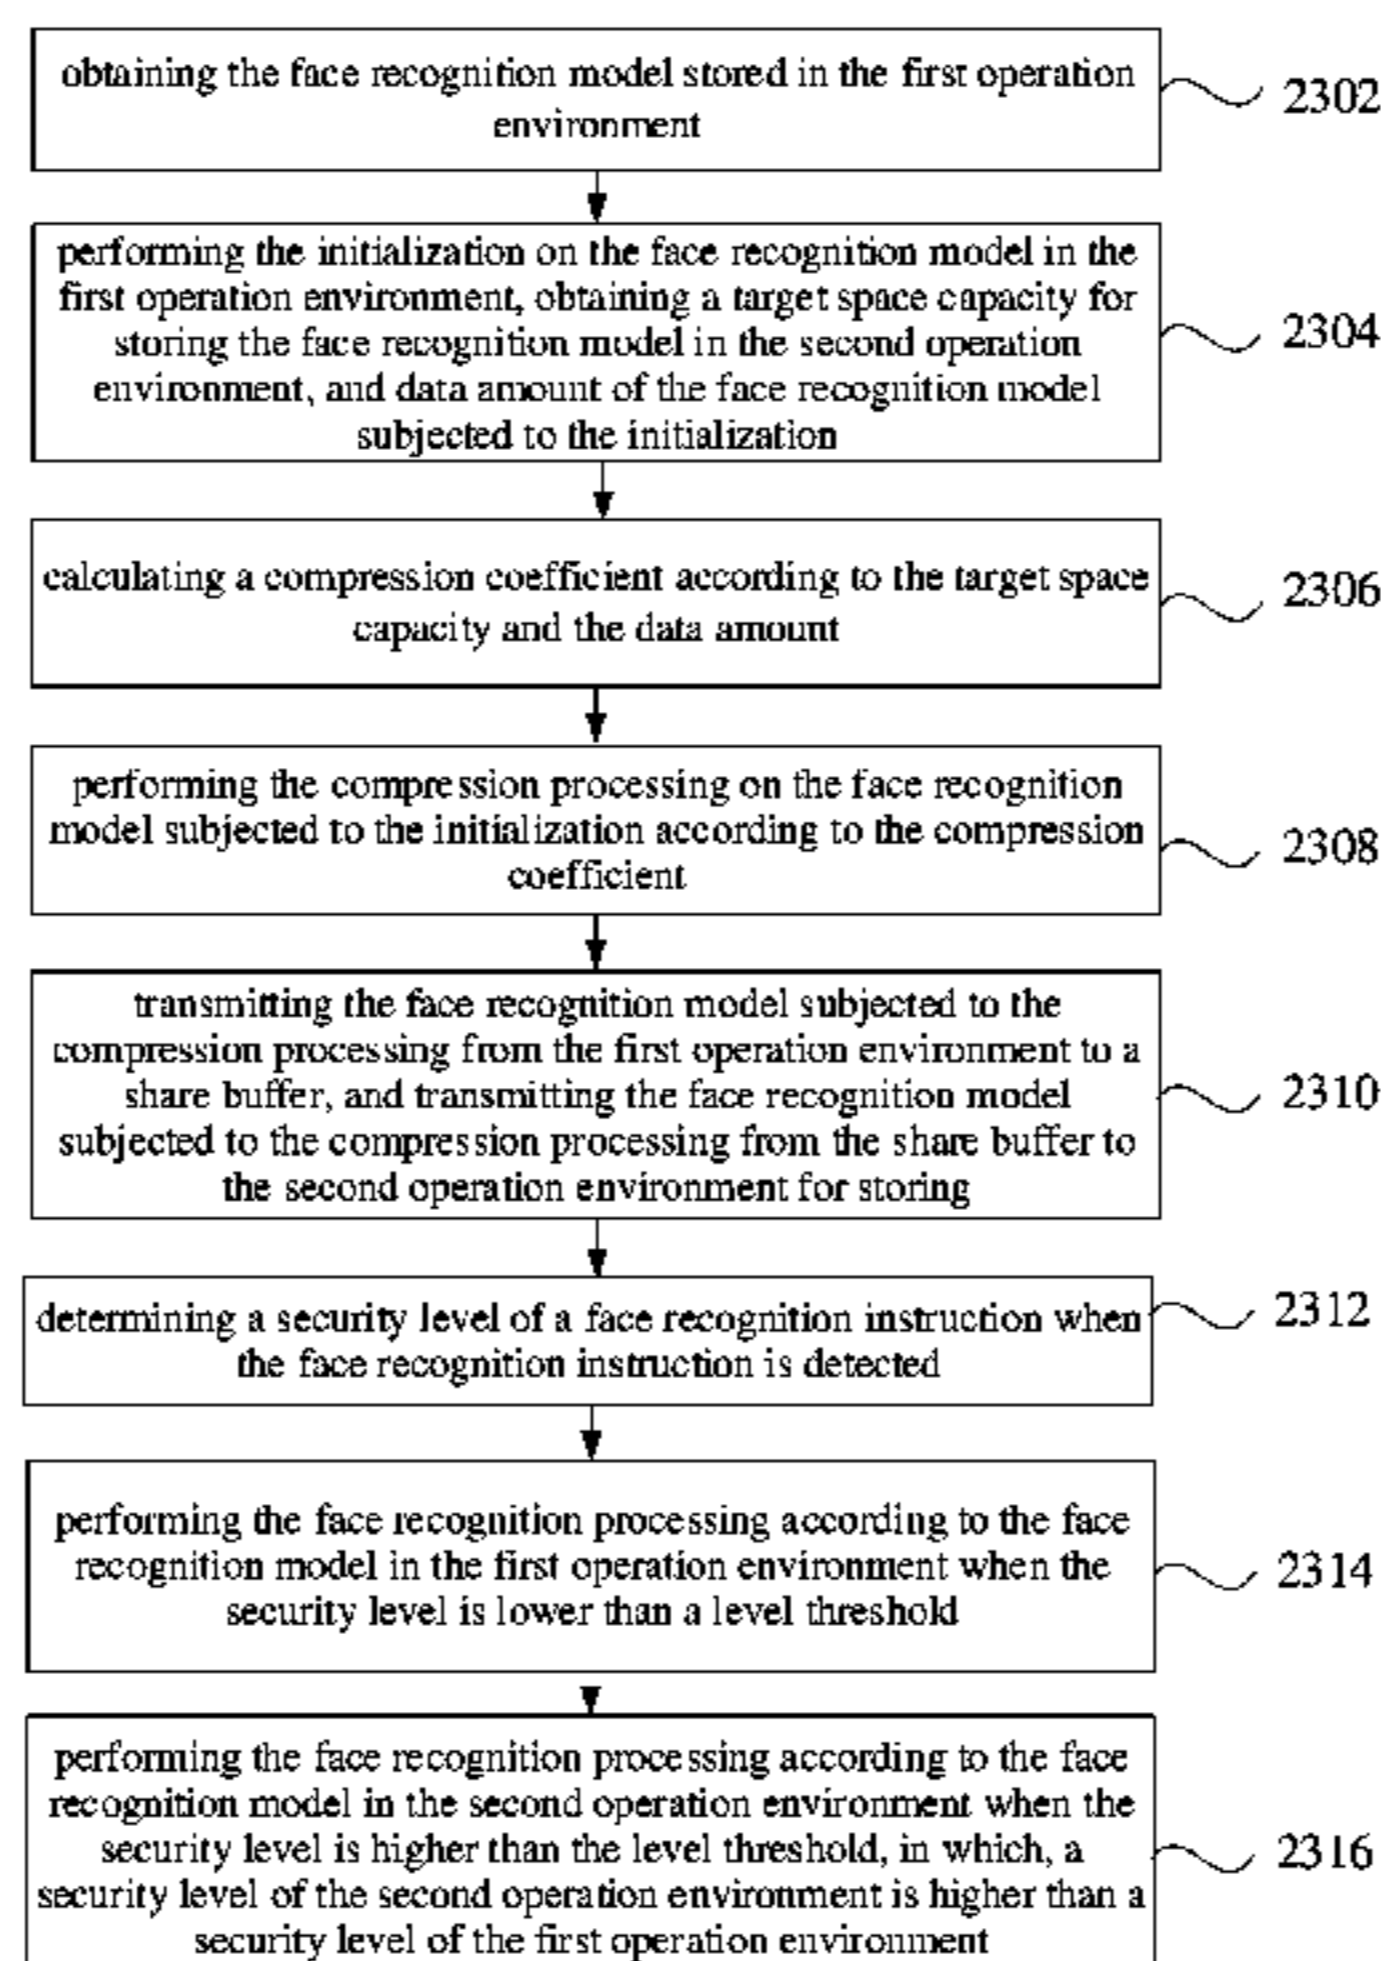 obtaining the face recognition model stored in the first operation
environment
2302
performing the initialization on the face recognition model in the
first operation environment, obtaining a target space capacity for
storing the face recognition model in the second operation
environment, and data amount of the face recognition model
subjected to the initialization
2304
calculating a compression coefficient according to the target space
capacity and the data amount
2306
performing the compression processing on the face recognition
model subjected to the initialization according to the compression
coefficient
2308
transmitting the face recognition model subjected to the
compression processing from the first operation environment to a
share buffer, and transmitting the face recognition model
subjected to the compression processing from the share buffer to
the second operation environment for storing
2310
determining a security level of a face recognition instruction when
the face recognition instruction is detected
2312
performing the face recognition processing according to the face
recognition model in the first operation environment when the
security level is lower than a level threshold
2314
performing the face recognition processing according to the face
recognition model in the second operation environment when the
security level is higher than the level threshold, in which, a
security level of the second operation environment is higher than a
security level of the first operation environment
2316